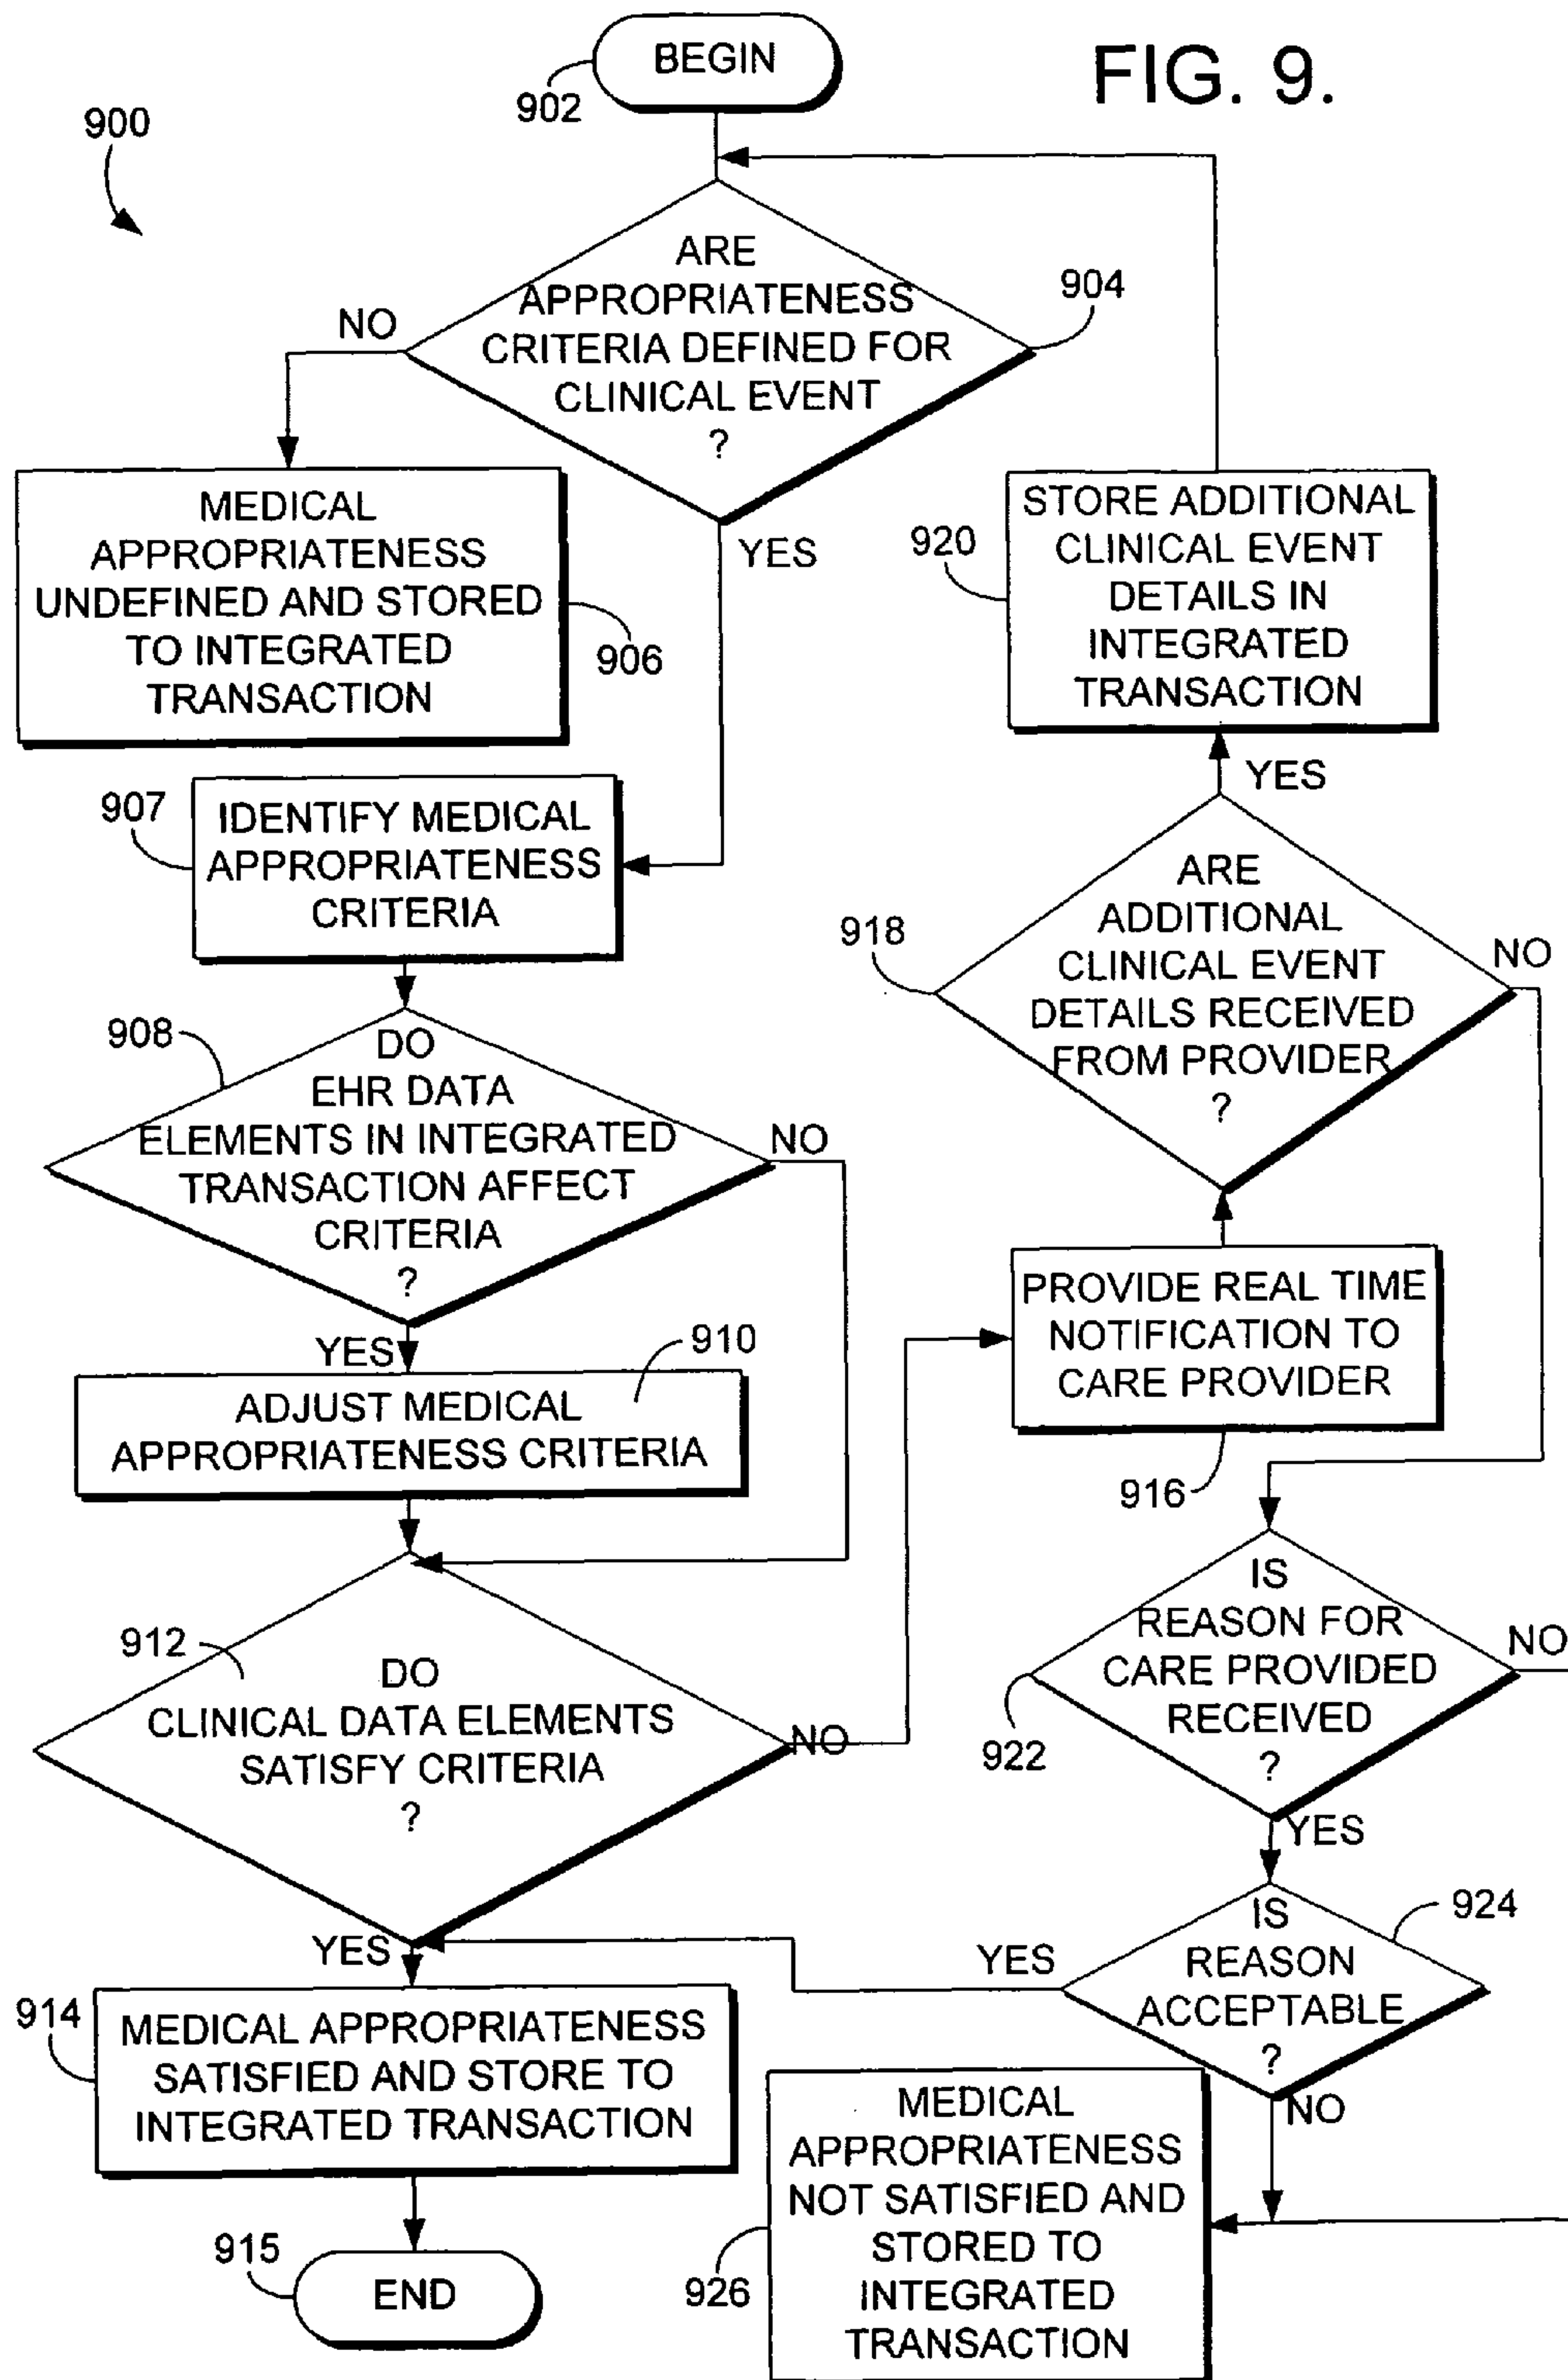 FIG. 9.
900
BEGIN
902
ARE
APPROPRIATENESS
CRITERIA DEFINED FOR
CLINICAL EVENT
?
904
NO
YES
MEDICAL
APPROPRIATENESS
UNDEFINED AND STORED
TO INTEGRATED
TRANSACTION
906
907
IDENTIFY MEDICAL
APPROPRIATENESS
CRITERIA
908
DO
EHR DATA
ELEMENTS IN INTEGRATED
TRANSACTION AFFECT
CRITERIA
?
NO
YES
910
ADJUST MEDICAL
APPROPRIATENESS CRITERIA
912
DO
CLINICAL DATA ELEMENTS
SATISFY CRITERIA
?
NO
YES
914
MEDICAL APPROPRIATENESS
SATISFIED AND STORE TO
INTEGRATED TRANSACTION
915
END
920
STORE ADDITIONAL
CLINICAL EVENT
DETAILS IN
INTEGRATED
TRANSACTION
YES
918
ARE
ADDITIONAL
CLINICAL EVENT
DETAILS RECEIVED
FROM PROVIDER
?
NO
PROVIDE REAL TIME
NOTIFICATION TO
CARE PROVIDER
916
IS
REASON FOR
CARE PROVIDED
RECEIVED
?
922
NO
YES
IS
REASON
ACCEPTABLE
?
924
YES
NO
MEDICAL
APPROPRIATENESS
NOT SATISFIED AND
STORED TO
INTEGRATED
TRANSACTION
926